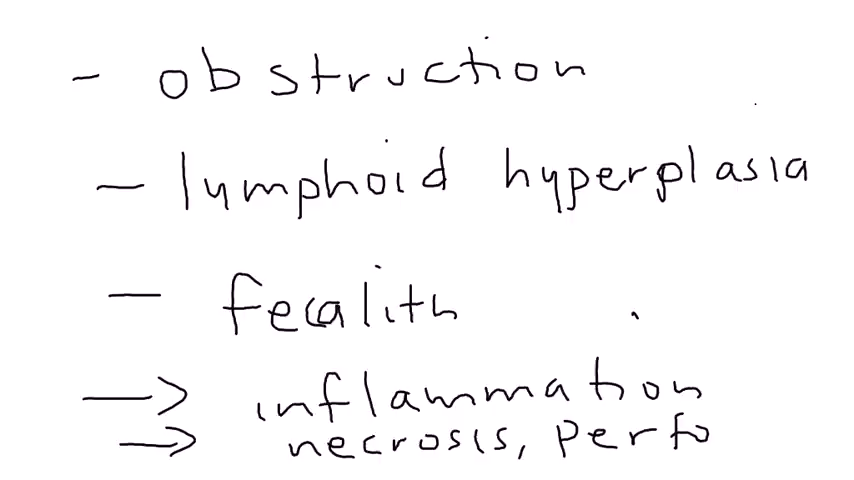 - obstruction
- lymphoid hyperplasia
- fecalith
→ inflammation
→ necrosis, perfo